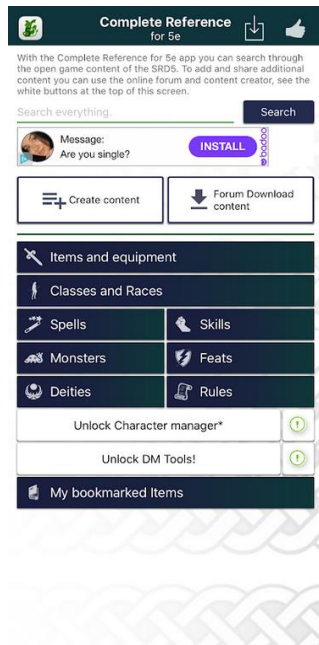 Complete Reference
for 5e
With the Complete Reference for 5e app you can search through
the open game content of the SRD5. To add and share additional
content you can use the online forum and content creator, see the
white buttons at the top of this screen.
Search everything.
Search
Message:
Are you single?
INSTALL
badoo
Create content
Forum Download
content
Items and equipment
Classes and Races
Spells
Skills
Monsters
Feats
Deities
Rules
Unlock Character manager*
Unlock DM Tools!
My bookmarked Items